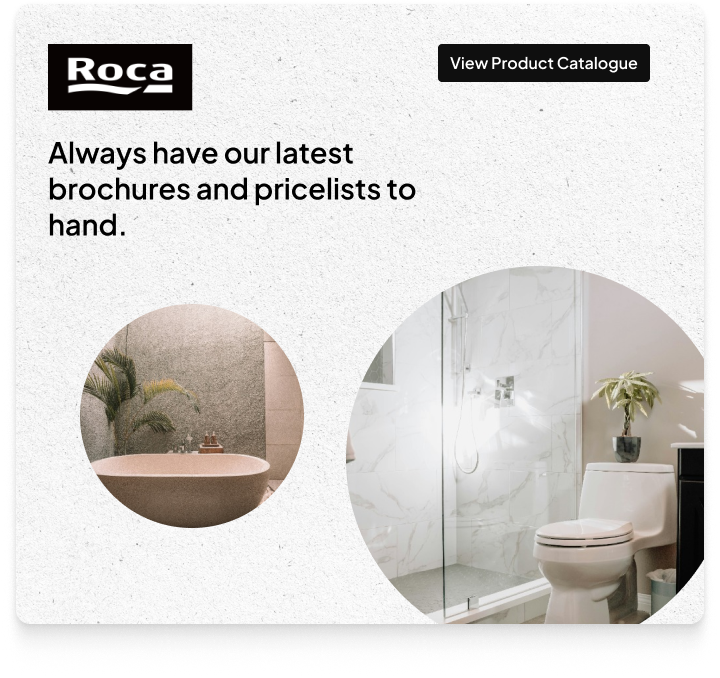 Roca
View Product Catalogue
Always have our latest
brochures and pricelists to
hand.